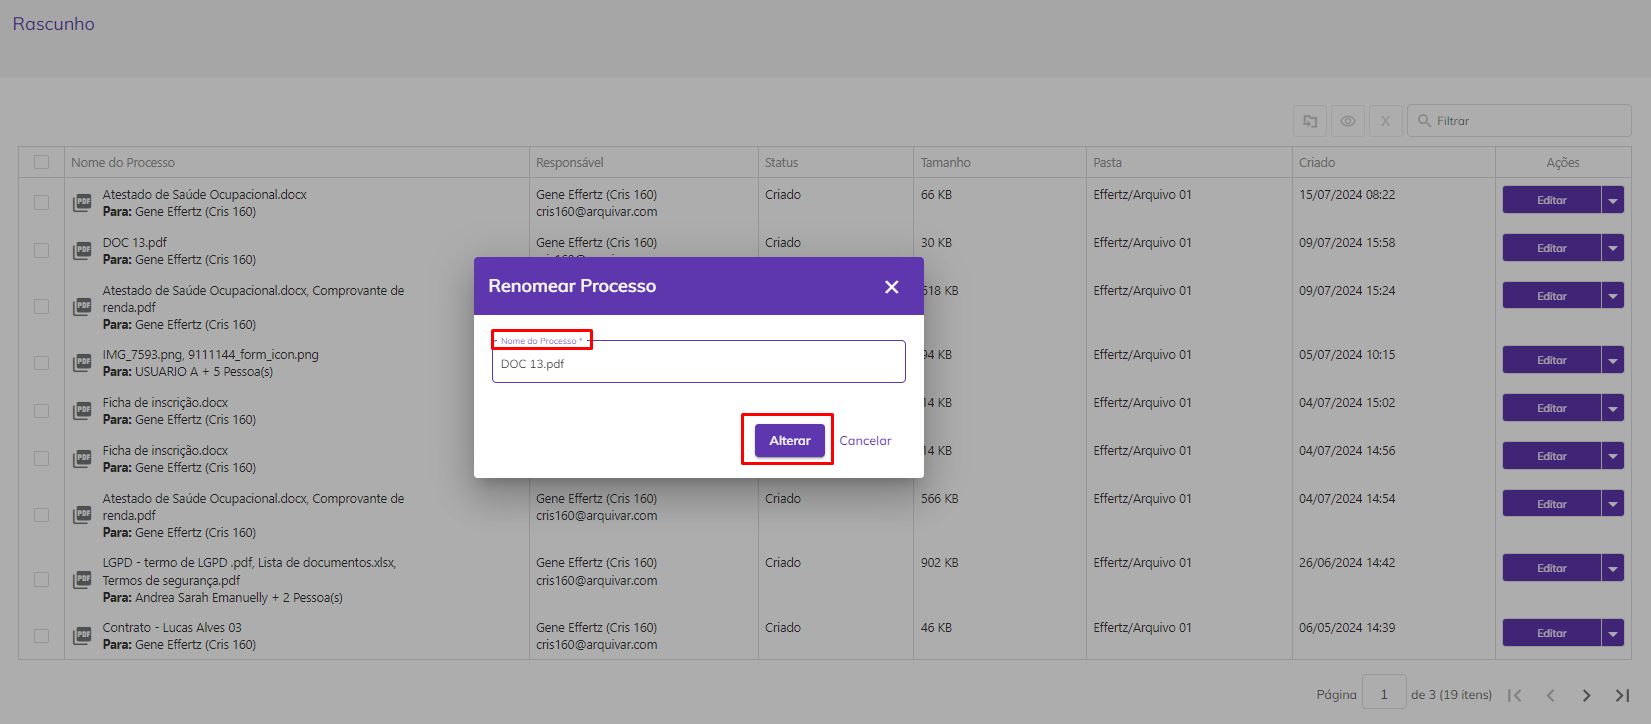 Rascunho
X
Filtrar
Nome do Processo Responsável Status Tamanho Pasta Criado Ações
PDF Atestado de Saúde Ocupacional.docx Gene Effertz (Cris 160) Criado 66 KB Effertz/Arquivo 01 15/07/2024 08:22 Editar
Para: Gene Effertz (Cris 160) cris160@arquivar.com
PDF DOC 13.pdf Gene Effertz (Cris 160) Criado 30 KB Effertz/Arquivo 01 09/07/2024 15:58 Editar
Para: Gene Effertz (Cris 160)
Atestado de Saúde Ocupacional.docx, Comprovante de 518 KB Effertz/Arquivo 01 09/07/2024 15:24 Editar
PDF renda.pdf
Para: Gene Effertz (Cris 160)
PDF IMG_7593.png, 9111144_form_icon.png 94 KB Effertz/Arquivo 01 05/07/2024 10:15 Editar
Para: USUARIO A + 5 Pessoa(s)
PDF Ficha de inscrição.docx 14 KB Effertz/Arquivo 01 04/07/2024 15:02 Editar
Para: Gene Effertz (Cris 160)
PDF Ficha de inscrição.docx 14 KB Effertz/Arquivo 01 04/07/2024 14:56 Editar
Para: Gene Effertz (Cris 160)
Atestado de Saúde Ocupacional.docx, Comprovante de Gene Effertz (Cris 160) Criado 566 KB Effertz/Arquivo 01 04/07/2024 14:54 Editar
PDF renda.pdf cris160@arquivar.com
Para: Gene Effertz (Cris 160)
LGPD - termo de LGPD .pdf, Lista de documentos.xlsx, Gene Effertz (Cris 160) Criado 902 KB Effertz/Arquivo 01 26/06/2024 14:42 Editar
PDF Termos de segurança.pdf cris160@arquivar.com
Para: Andrea Sarah Emanuelly + 2 Pessoa(s)
PDF Contrato - Lucas Alves 03 Gene Effertz (Cris 160) Criado 46 KB Effertz/Arquivo 01 06/05/2024 14:39 Editar
Para: Gene Effertz (Cris 160) cris160@arquivar.com
Renomear Processo
Nome do Processo *
DOC 13.pdf
Alterar Cancelar
Página 1 de 3 (19 itens)